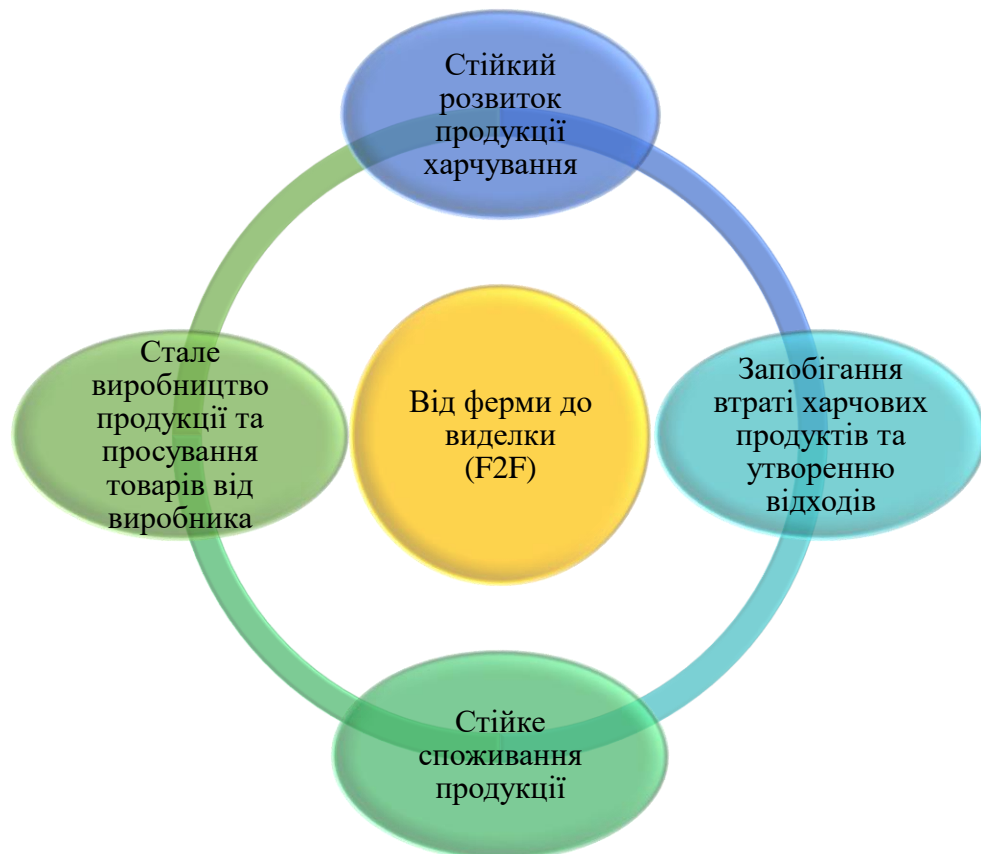 Стійкий
розвиток
продукції
харчування
Стале
виробництво
продукції та
просування
товарів від
виробника
Від ферми до
виделки
(F2F)
Запобігання
втраті харчових
продуктів та
утворенню
відходів
Стійке
споживання
продукції